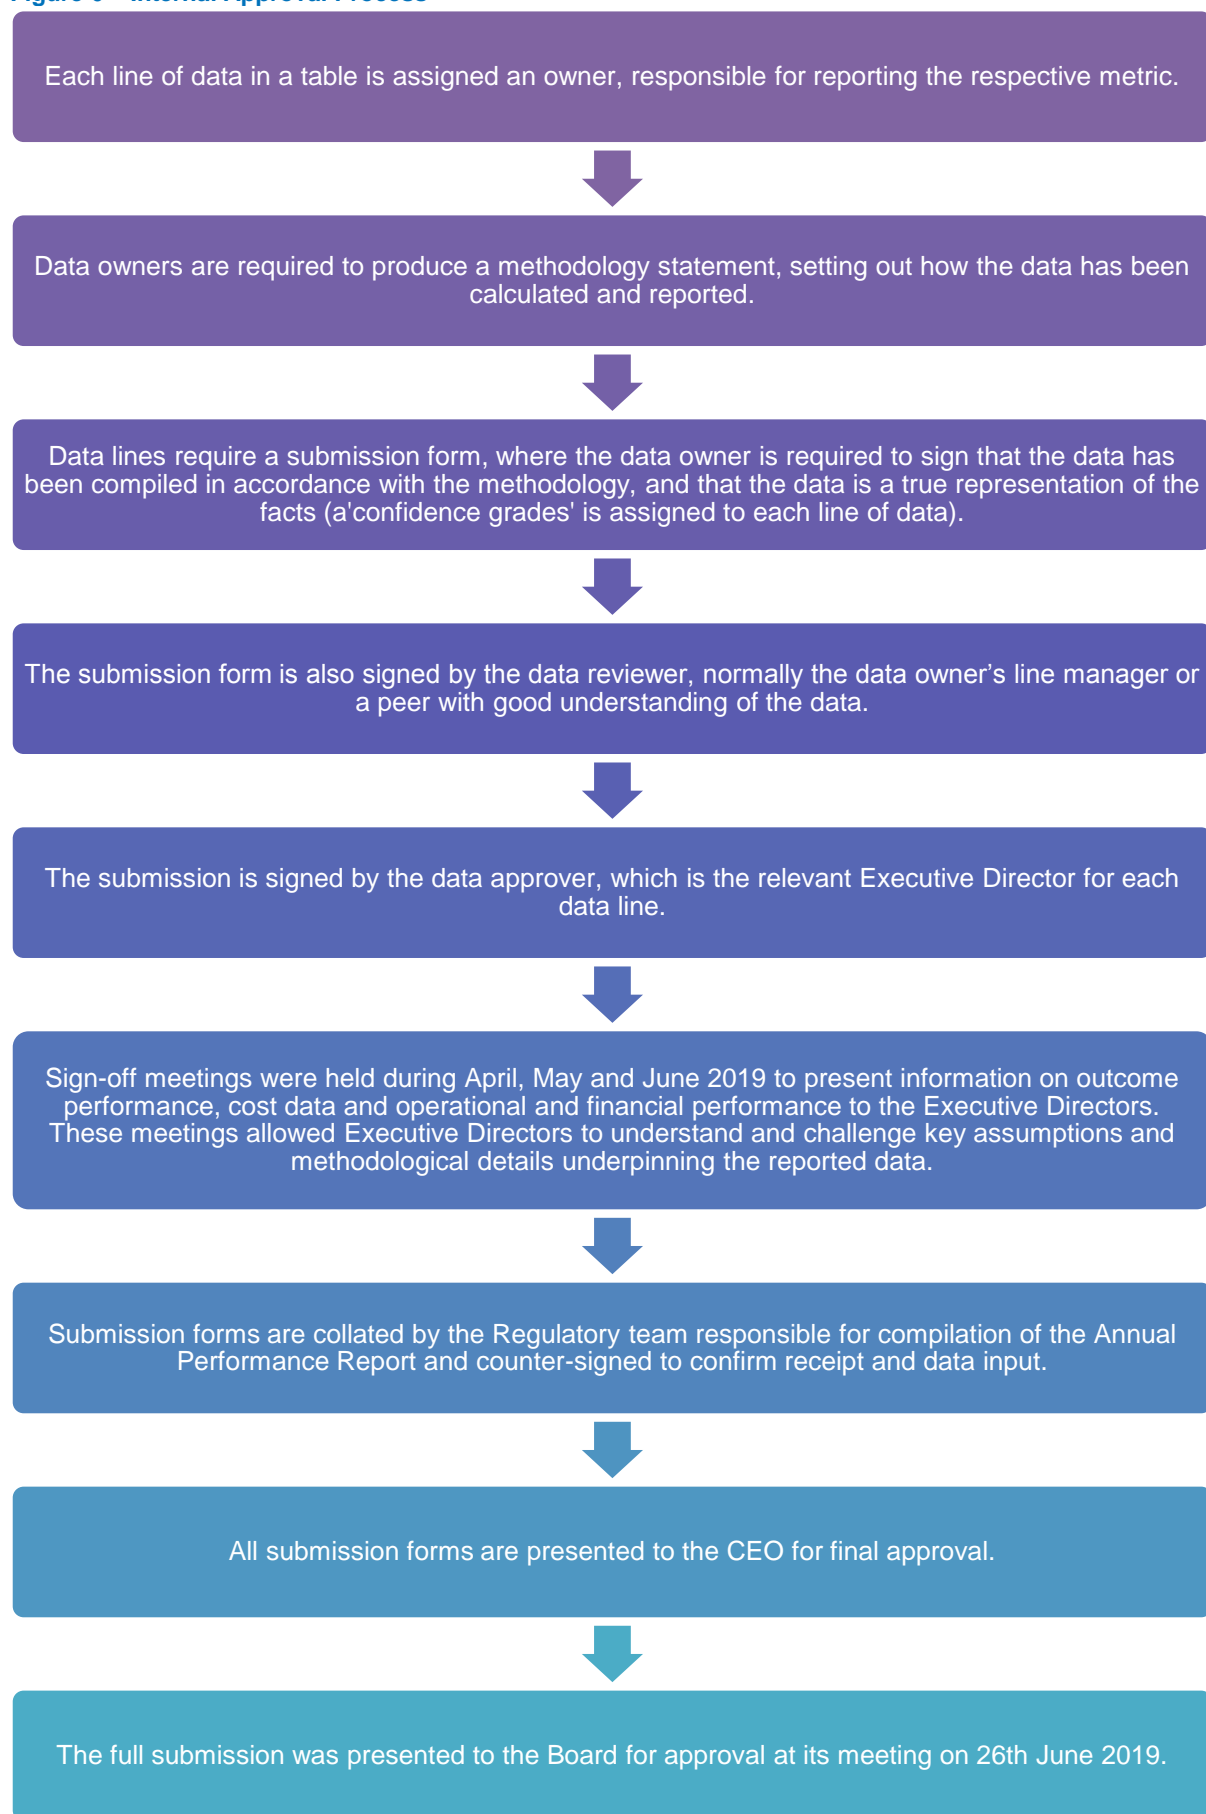 Each line of data in a table is assigned an owner, responsible for reporting the respective metric.
Data owners are required to produce a methodology statement, setting out how the data has been
calculated and reported.
Data lines require a submission form, where the data owner is required to sign that the data has
been compiled in accordance with the methodology, and that the data is a true representation of the
facts (a'confidence grades' is assigned to each line of data).
The submission form is also signed by the data reviewer, normally the data owner’s line manager or
a peer with good understanding of the data.
The submission is signed by the data approver, which is the relevant Executive Director for each
data line.
Sign-off meetings were held during April, May and June 2019 to present information on outcome
performance, cost data and operational and financial performance to the Executive Directors.
These meetings allowed Executive Directors to understand and challenge key assumptions and
methodological details underpinning the reported data.
Submission forms are collated by the Regulatory team responsible for compilation of the Annual
Performance Report and counter-signed to confirm receipt and data input.
All submission forms are presented to the CEO for final approval.
The full submission was presented to the Board for approval at its meeting on 26th June 2019.